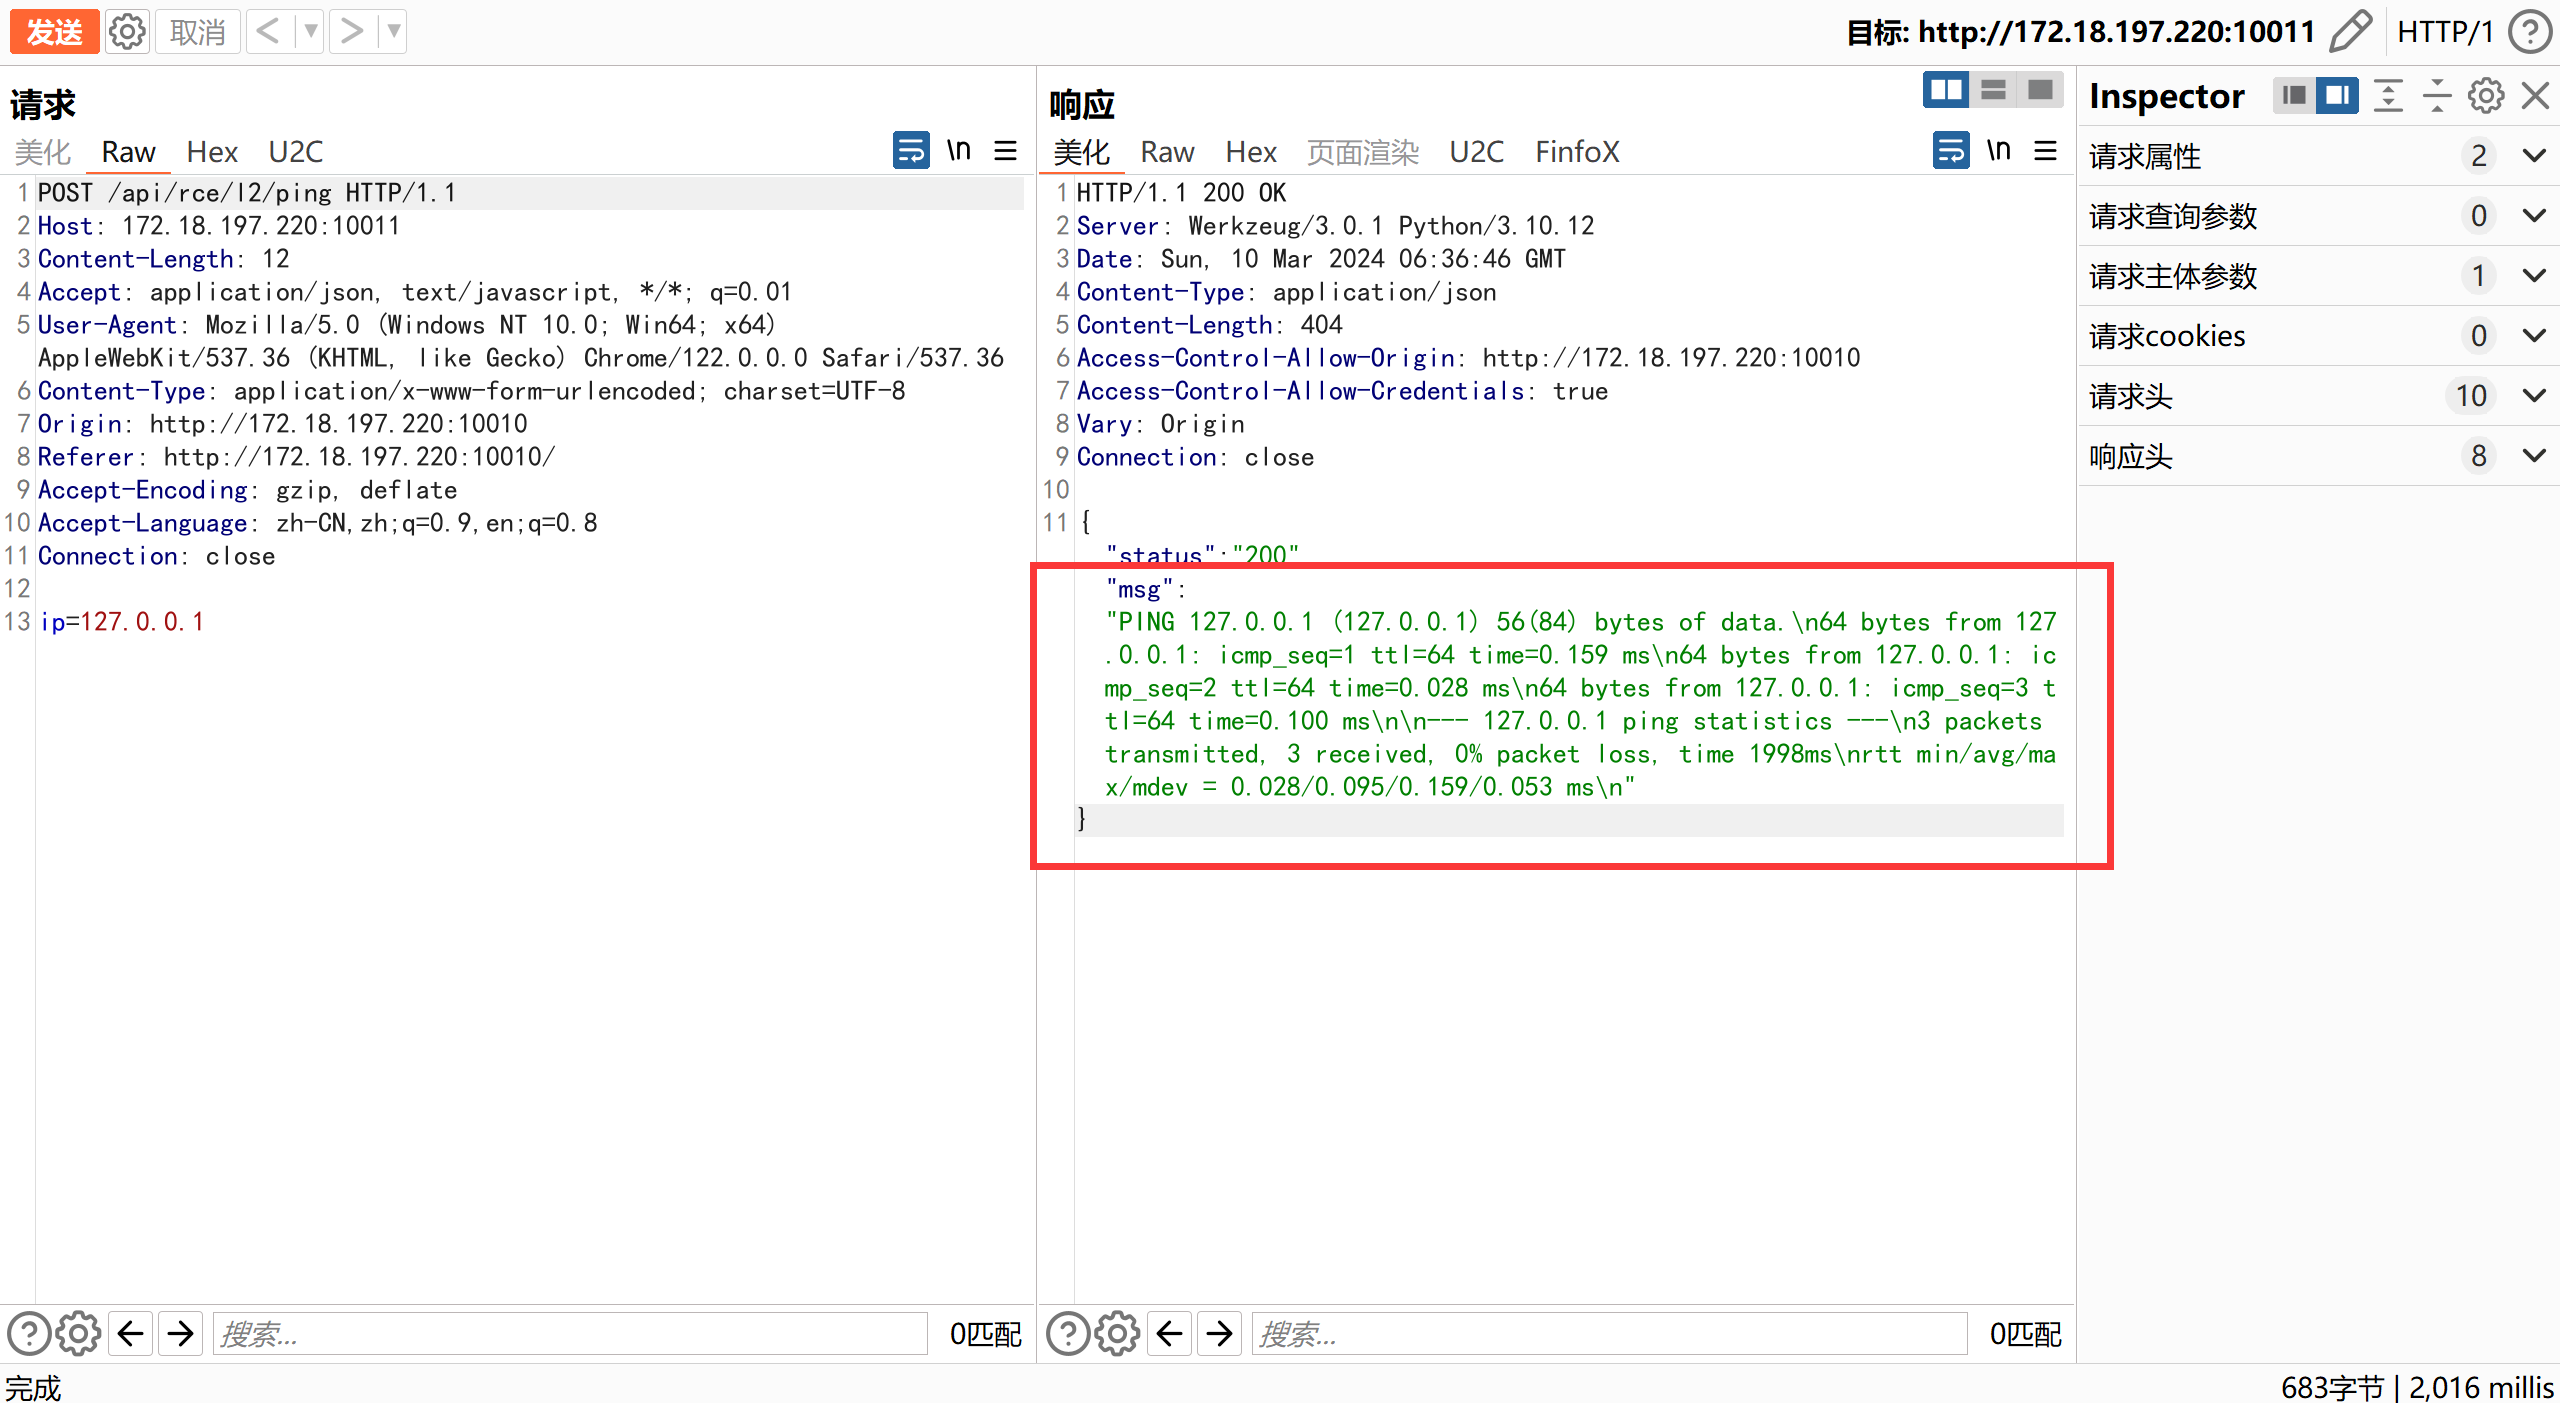 发送 取消 < > 目标: http://172.18.197.220:10011 HTTP/1
请求
美化 Raw Hex U2C \n
1 POST /api/rce/l2/ping HTTP/1.1
2 Host: 172.18.197.220:10011
3 Content-Length: 12
4 Accept: application/json, text/javascript, */*; q=0.01
5 User-Agent: Mozilla/5.0 (Windows NT 10.0; Win64; x64)
AppleWebKit/537.36 (KHTML, like Gecko) Chrome/122.0.0.0 Safari/537.36
6 Content-Type: application/x-www-form-urlencoded; charset=UTF-8
7 Origin: http://172.18.197.220:10010
8 Referer: http://172.18.197.220:10010/
9 Accept-Encoding: gzip, deflate
10 Accept-Language: zh-CN,zh;q=0.9,en;q=0.8
11 Connection: close
12
13 ip=127.0.0.1
搜索... 0匹配
响应
美化 Raw Hex 页面渲染 U2C FinfoX \n
1 HTTP/1.1 200 OK
2 Server: Werkzeug/3.0.1 Python/3.10.12
3 Date: Sun, 10 Mar 2024 06:36:46 GMT
4 Content-Type: application/json
5 Content-Length: 404
6 Access-Control-Allow-Origin: http://172.18.197.220:10010
7 Access-Control-Allow-Credentials: true
8 Vary: Origin
9 Connection: close
10
11 {
"status":"200"
"msg":
"PING 127.0.0.1 (127.0.0.1) 56(84) bytes of data.\n64 bytes from 127
.0.0.1: icmp_seq=1 ttl=64 time=0.159 ms\n64 bytes from 127.0.0.1: ic
mp_seq=2 ttl=64 time=0.028 ms\n64 bytes from 127.0.0.1: icmp_seq=3 t
tl=64 time=0.100 ms\n\n--- 127.0.0.1 ping statistics ---\n3 packets
transmitted, 3 received, 0% packet loss, time 1998ms\nrtt min/avg/ma
x/mdev = 0.028/0.095/0.159/0.053 ms\n"
}
搜索... 0匹配
Inspector
请求属性 2
请求查询参数 0
请求主体参数 1
请求cookies 0
请求头 10
响应头 8
完成 683字节 | 2,016 millis